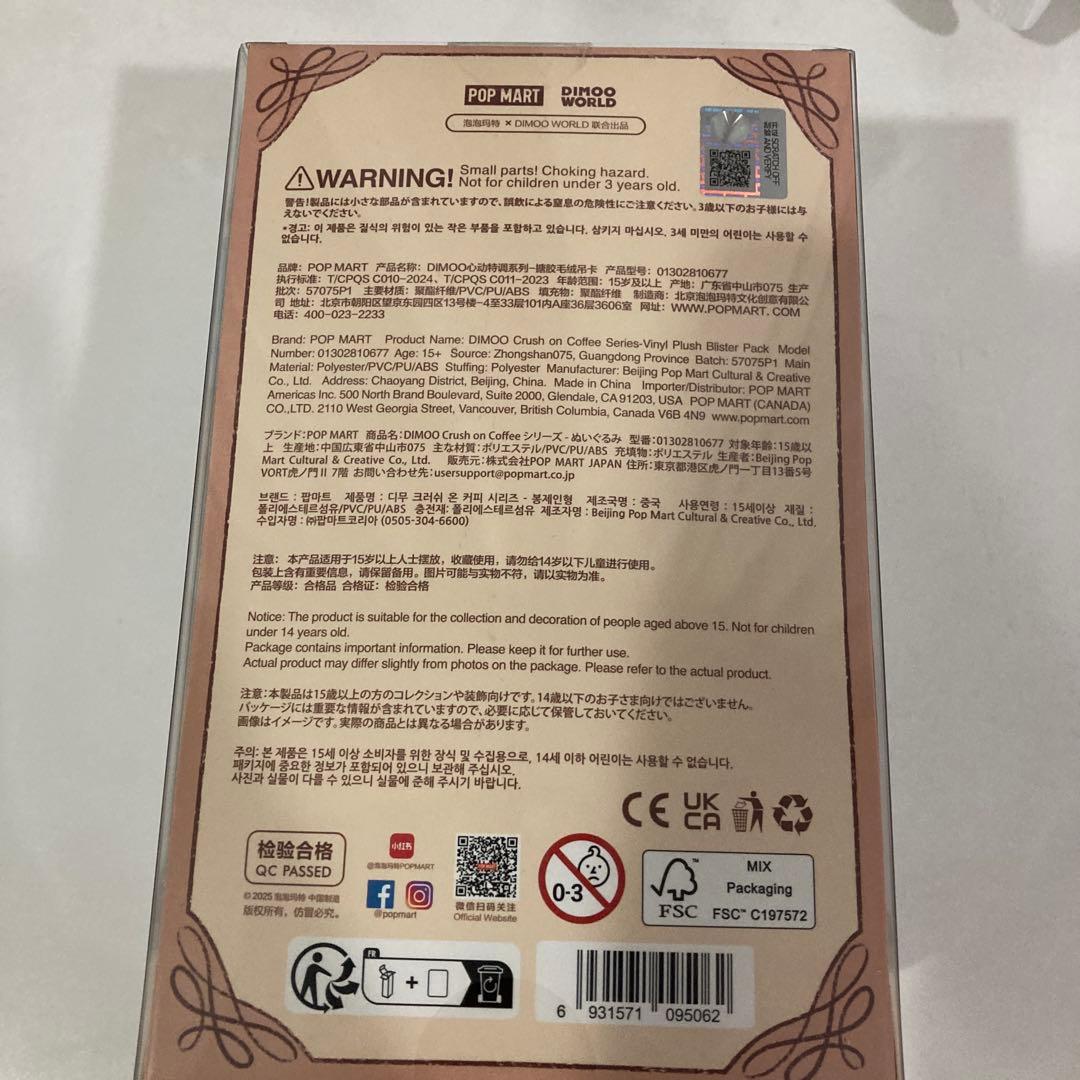 POP MART DIMOO WORLD
泡泡玛特 × DIMOO WORLD 联合出品
开刮验 SCRATCH OFF AND VERIFY
WARNING! Small parts! Choking hazard.
Not for children under 3 years old.
警告!製品には小さな部品が含まれていますので、誤飲による窒息の危険性にご注意ください。3歳以下のお子様には与
えないでください。
*경고: 이 제품은 질식의 위험이 있는 작은 부품을 포함하고 있습니다. 삼키지 마십시오. 3세 미만의 어린이는 사용할 수
없습니다.
品牌：POP MART 产品名称：DIMOO心动特调系列-搪胶毛绒吊卡 产品型号：01302810677
执行标准：T/CPQS C010-2024、T/CPQS C011-2023 年龄范围：15岁及以上 产地：广东省中山市075 生产
批次：57075P1 主要材质：聚酯纤维/PVC/PU/ABS 填充物：聚酯纤维 制造商：北京泡泡玛特文化创意有限公
司 地址：北京市朝阳区望京东园四区13号楼-4至33层101内A座36层3606室 网址：WWW.POPMART.COM
电话：400-023-2233
Brand: POP MART Product Name: DIMOO Crush on Coffee Series-Vinyl Plush Blister Pack Model
Number: 01302810677 Age: 15+ Source: Zhongshan075, Guangdong Province Batch: 57075P1 Main
Material: Polyester/PVC/PU/ABS Stuffing: Polyester Manufacturer: Beijing Pop Mart Cultural & Creative
Co., Ltd. Address: Chaoyang District, Beijing, China. Made in China Importer/Distributor: POP MART
Americas Inc. 500 North Brand Boulevard, Suite 2000, Glendale, CA 91203, USA POP MART (CANADA)
CO.,LTD. 2110 West Georgia Street, Vancouver, British Columbia, Canada V6B 4N9 www.popmart.com
ブランド：POP MART 商品名：DIMOO Crush on Coffee シリーズ - ぬいぐるみ 型番：01302810677 対象年齢：15歳以
上 生産地：中国広東省中山市075 主な材質：ポリエステル/PVC/PU/ABS 充填物：ポリエステル 生産者：Beijing Pop
Mart Cultural & Creative Co., Ltd. 販売元：株式会社POP MART JAPAN 住所：東京都港区虎ノ門一丁目13番5号
VORT虎ノ門Ⅱ 7階 お問い合わせ先：usersupport@popmart.co.jp
브랜드 : 팝마트 제품명 : 디무 크러쉬 온 커피 시리즈 - 봉제인형 제조국명 : 중국 사용연령 : 15세이상 재질 :
폴리에스테르섬유/PVC/PU/ABS 충전재: 폴리에스테르섬유 제조자명 : Beijing Pop Mart Cultural & Creative Co., Ltd.
수입자명 : ㈜팝마트코리아 (0505-304-6600)
注意： 本产品适用于15岁以上人士摆放，收藏使用，请勿给14岁以下儿童进行使用。
包装上含有重要信息，请保留备用。图片可能与实物不符，请以实物为准。
产品等级：合格品 合格证：检验合格
Notice: The product is suitable for the collection and decoration of people aged above 15. Not for children
under 14 years old.
Package contains important information. Please keep it for further use.
Actual product may differ slightly from photos on the package. Please refer to the actual product.
注意：本製品は15歳以上の方のコレクションや装飾向けです。14歳以下のお子さま向けではございません。
パッケージには重要な情報が含まれていますので、必要に応じて保管しておいてください。
画像はイメージです。実際の商品とは異なる場合があります。
주의: 본 제품은 15세 이상 소비자를 위한 장식 및 수집용으로, 14세 이하 어린이는 사용할 수 없습니다.
패키지에 중요한 정보가 포함되어 있으니 보관해 주십시오.
사진과 실물이 다를 수 있으니 실물에 준해 주시기 바랍니다.
CE UK CA
检验合格
QC PASSED
© 2025 泡泡玛特 中国制造
版权所有，仿冒必究。
小红书
@泡泡玛特POPMART
@popmart
POP MART
微信扫码关注
Official Website
0-3
FSC™
MIX
Packaging
FSC™ C197572
FR
+
6 931571 095062